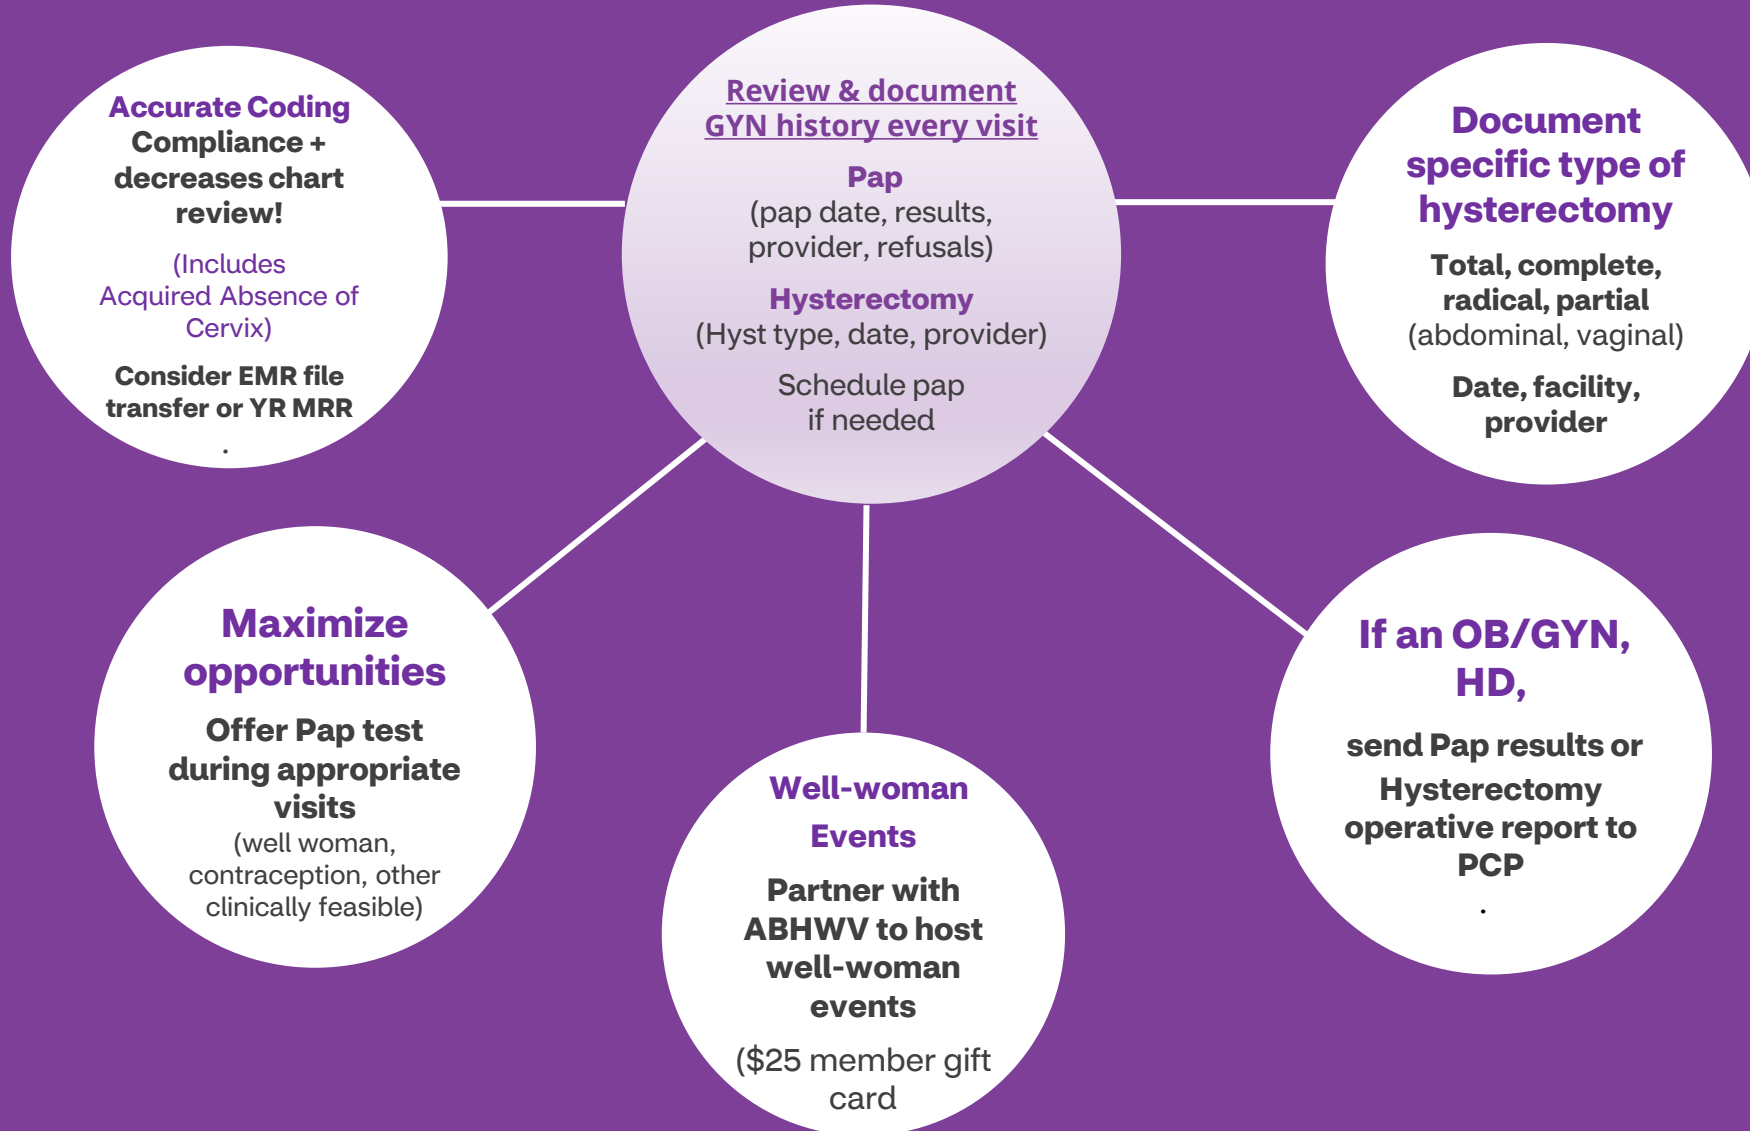 Accurate Coding
Compliance +
decreases chart
review!
(Includes
Acquired Absence of
Cervix)
Consider EMR file
transfer or YR MRR
.
Review & document
GYN history every visit
Pap
(pap date, results,
provider, refusals)
Hysterectomy
(Hyst type, date, provider)
Schedule pap
if needed
Document
specific type of
hysterectomy
Total, complete,
radical, partial
(abdominal, vaginal)
Date, facility,
provider
Maximize
opportunities
Offer Pap test
during appropriate
visits
(well woman,
contraception, other
clinically feasible)
Well-woman
Events
Partner with
ABHWV to host
well-woman
events
($25 member gift
card
If an OB/GYN,
HD,
send Pap results or
Hysterectomy
operative report to
PCP
.